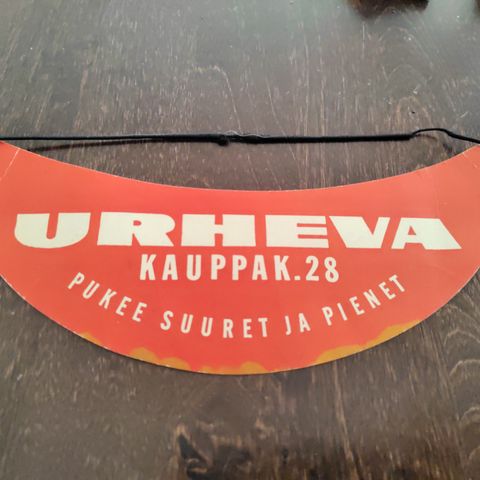 URHEVA
KAUPPAK.28
PUKEE SUURET JA PIENET